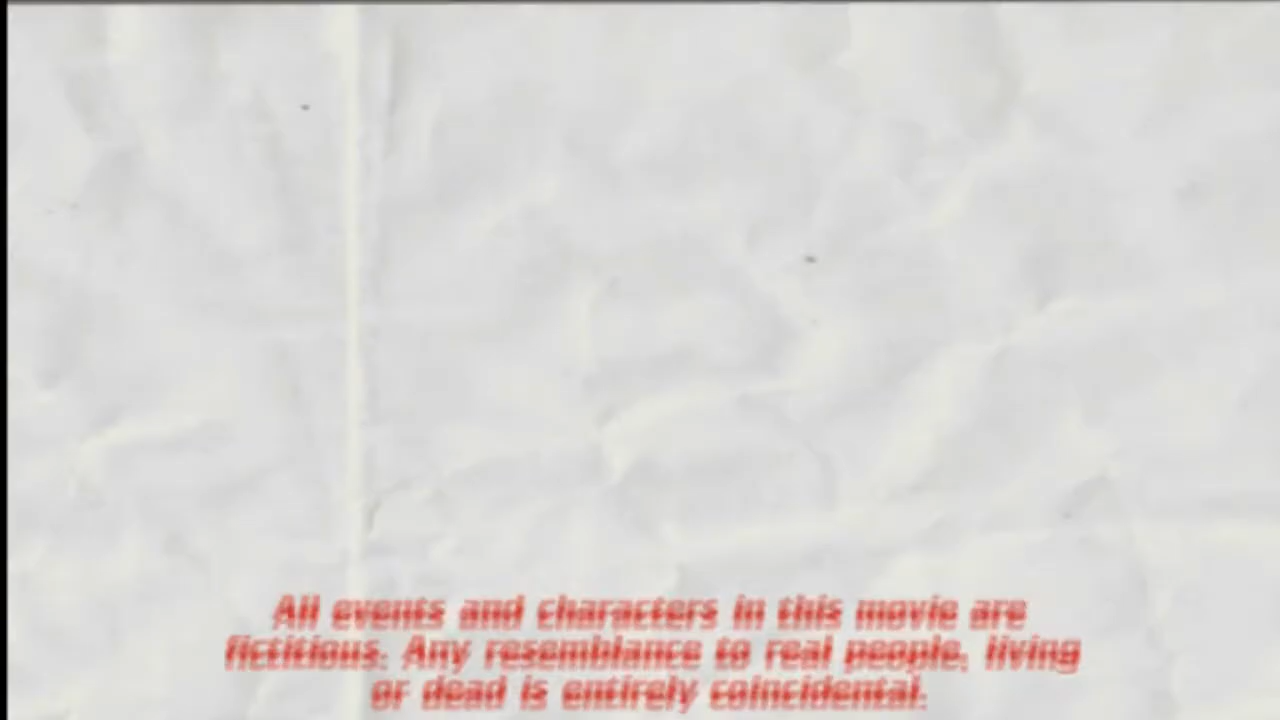 All events and characters in this movie are
fictitious. Any resemblance to real people, living
or dead is entirely coincidental.